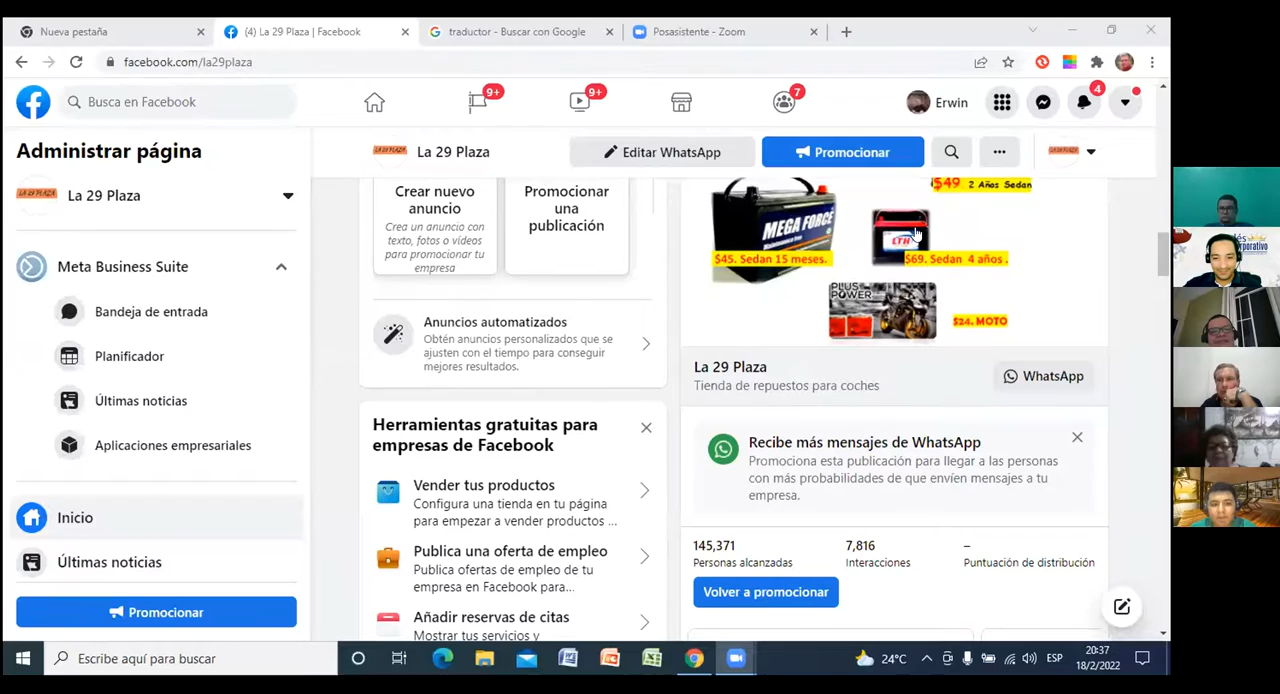 Nueva pestaña
(4) La 29 Plaza | Facebook
traductor - Buscar con Google
Posasistente - Zoom
facebook.com/la29plaza
Busca en Facebook
9+
9+
7
Erwin
4
Administrar página
La 29 Plaza
Meta Business Suite
Bandeja de entrada
Planificador
Últimas noticias
Aplicaciones empresariales
Inicio
Últimas noticias
Promocionar
LA 29 PLAZA
La 29 Plaza
Editar WhatsApp
Promocionar
Crear nuevo
anuncio
Crea un anuncio con
texto, fotos o vídeos
para promocionar tu
empresa
Promocionar
una
publicación
Anuncios automatizados
Obtén anuncios personalizados que se
ajusten con el tiempo para conseguir
mejores resultados.
Herramientas gratuitas para
empresas de Facebook
Vender tus productos
Configura una tienda en tu página
para empezar a vender productos ...
Publica una oferta de empleo
Publica ofertas de empleo de tu
empresa en Facebook para...
Añadir reservas de citas
Mostrar tus servicios y
$49 2 Años Sedan
MEGA FORCE
$45. Sedan 15 meses.
LTH
$69. Sedan 4 años .
PLUS
POWER
$24. MOTO
La 29 Plaza
Tienda de repuestos para coches
WhatsApp
Recibe más mensajes de WhatsApp
Promociona esta publicación para llegar a las personas
con más probabilidades de que envíen mensajes a tu
empresa.
145,371
Personas alcanzadas
7,816
Interacciones
–
Puntuación de distribución
Volver a promocionar
Escribe aquí para buscar
24°C
ESP
20:37
18/2/2022